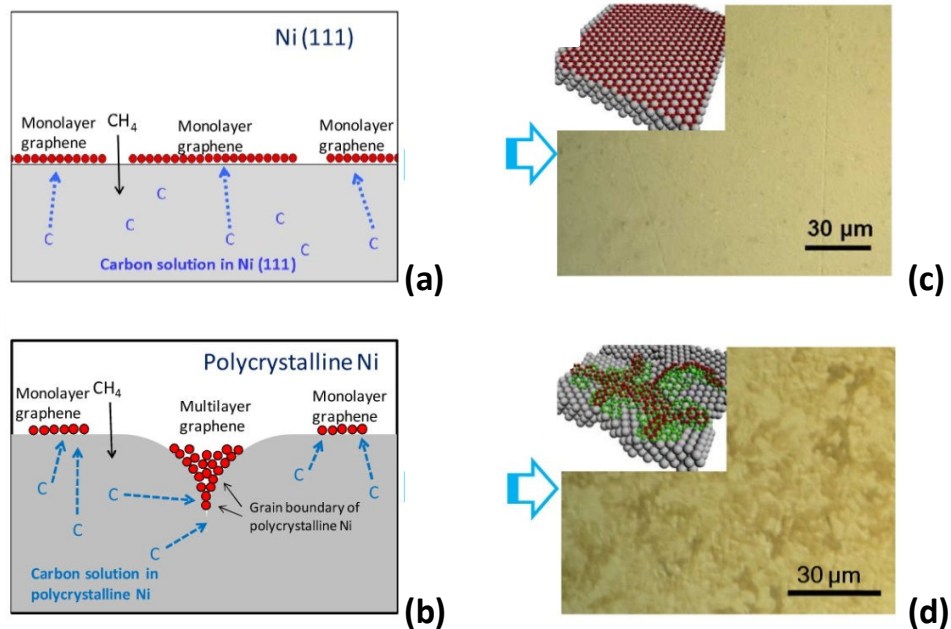 Ni (111)
Monolayer
graphene
CH4
Monolayer
graphene
Monolayer
graphene
C
C
C
C
C
C
C
Carbon solution in Ni (111)
(a)
30 µm
(c)
Polycrystalline Ni
Monolayer
graphene
CH4
Multilayer
graphene
Monolayer
graphene
C
C
C
C
C
Grain boundary of
polycrystalline Ni
Carbon solution in
polycrystalline Ni
(b)
30 µm
(d)